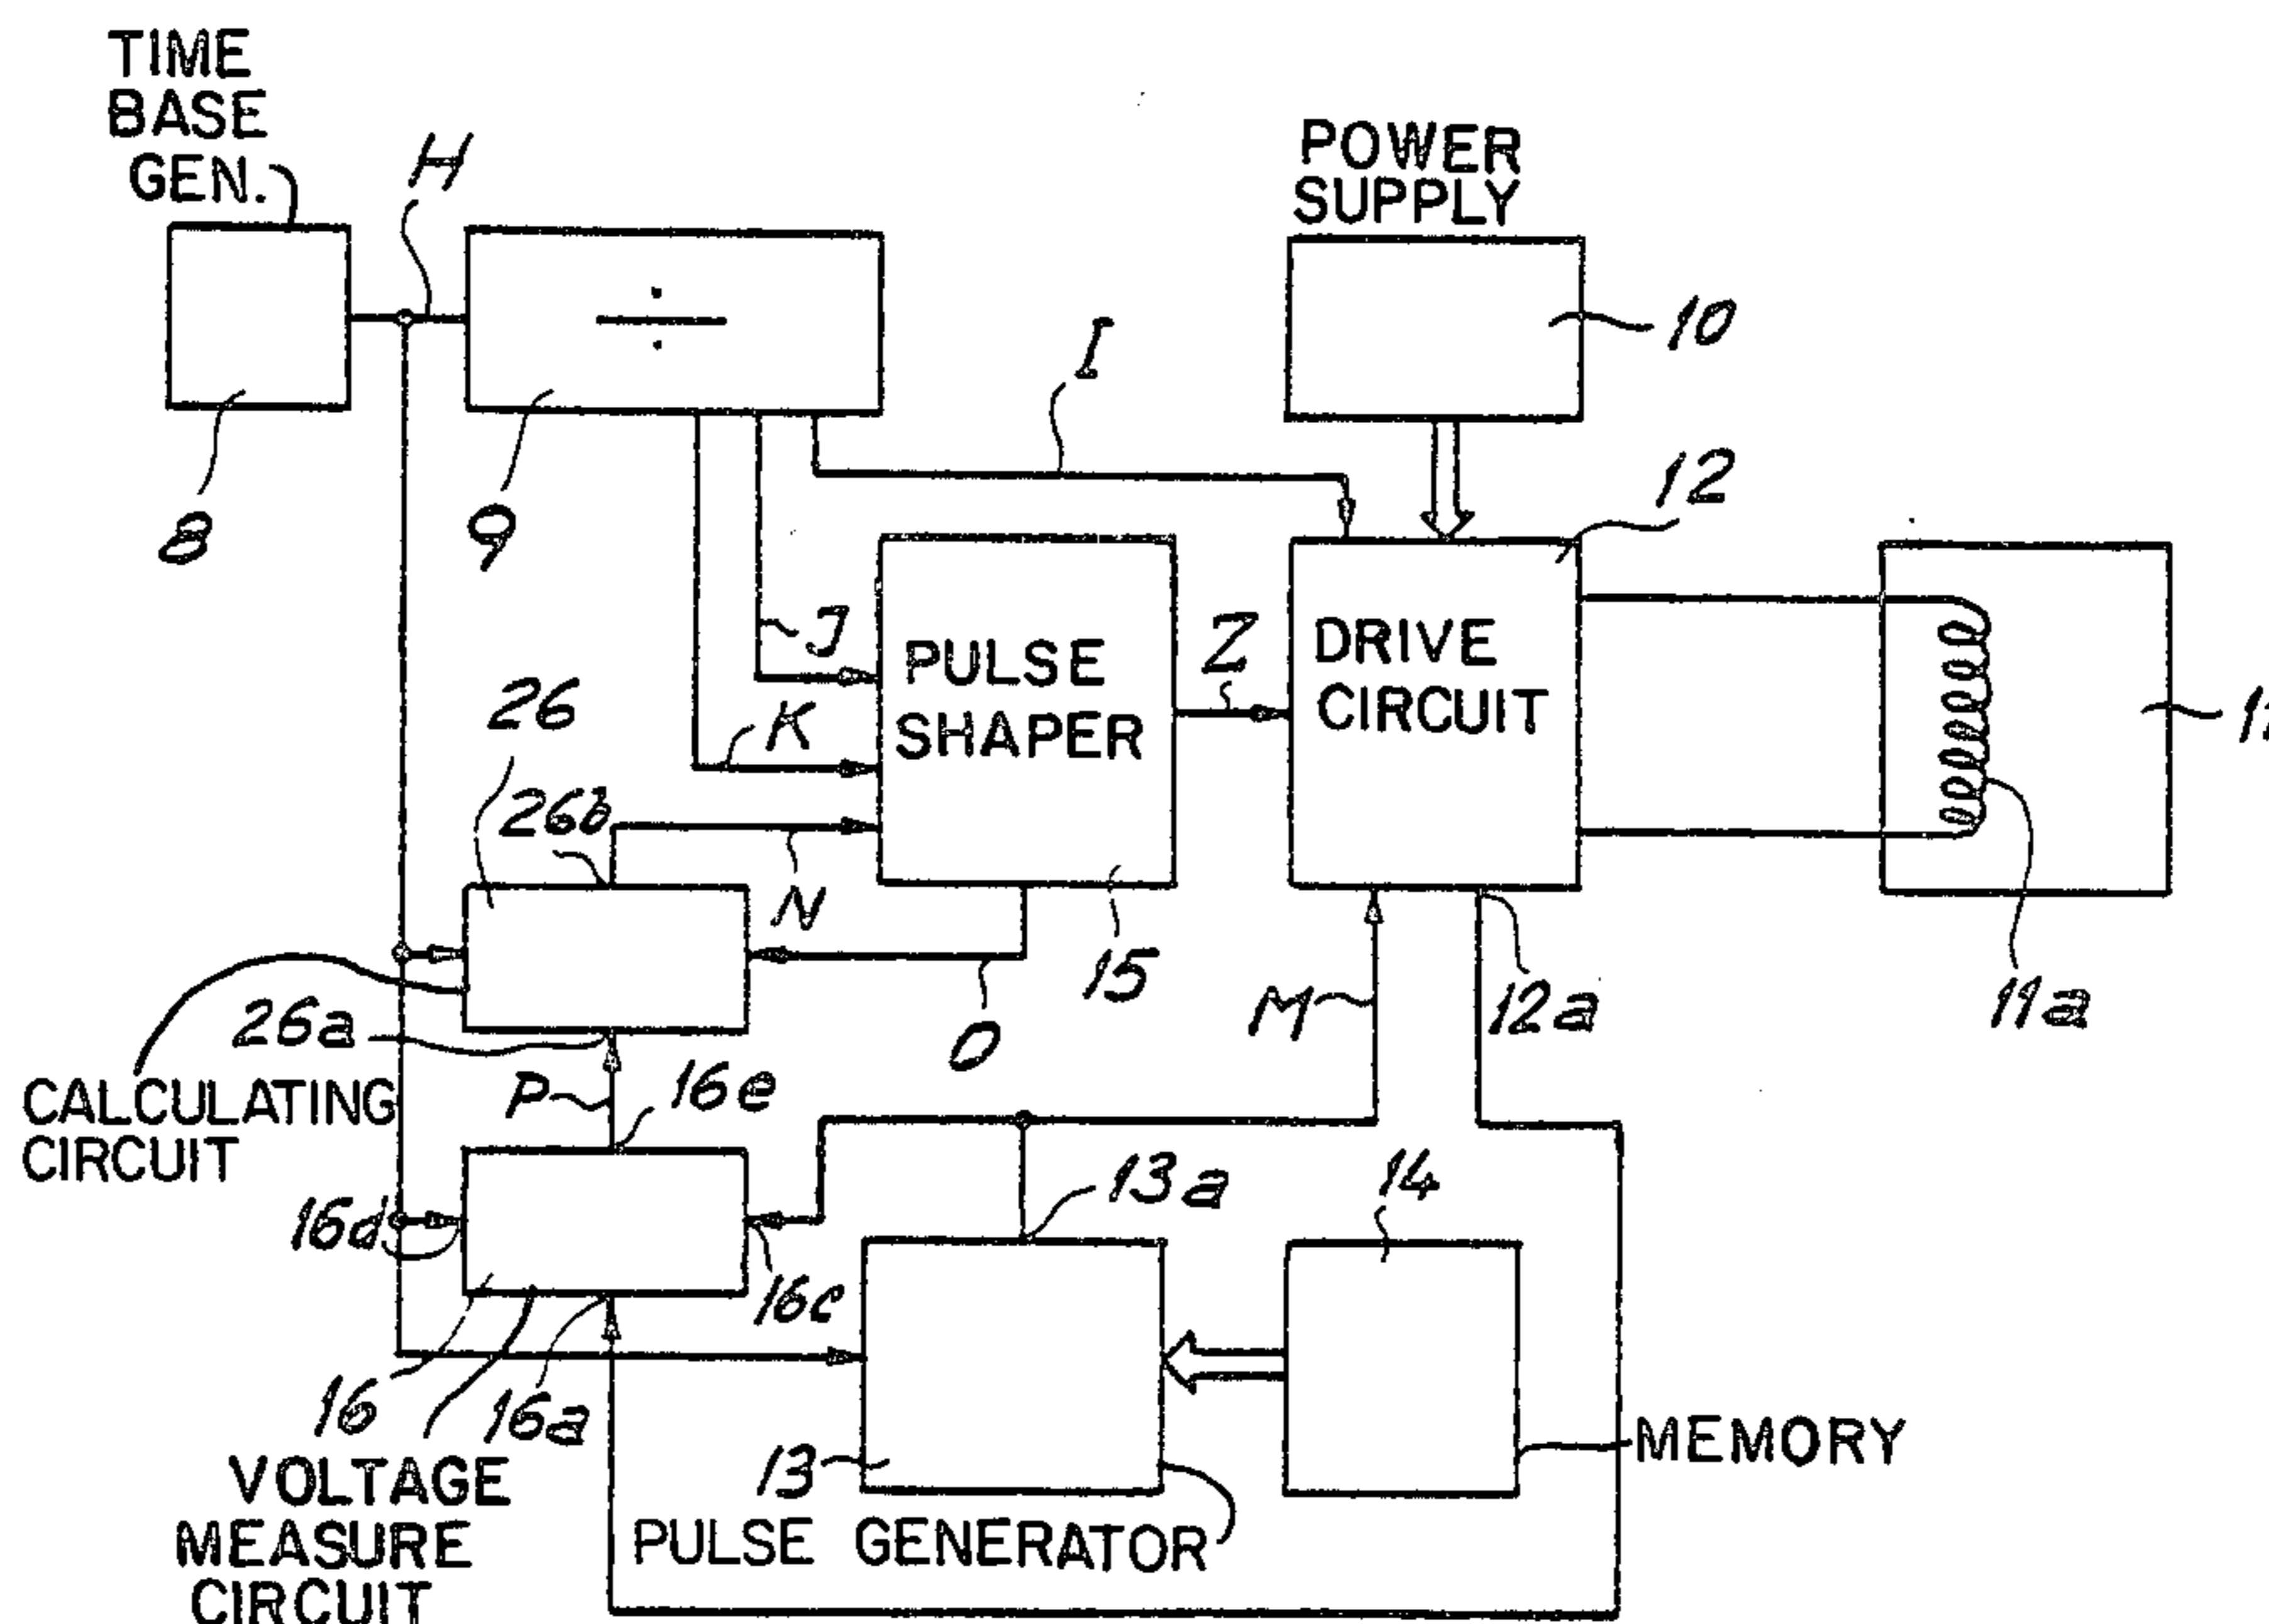 TIME
BASE
GEN.
H
POWER
SUPPLY
÷
10
I
8
9
12
J
PULSE
SHAPER
Z
DRIVE
CIRCUIT
26
K
26b
N
15
11a
26a
O
M
12a
CALCULATING
CIRCUIT
P
16e
16d
13a
14
16c
16
16a
13
MEMORY
VOLTAGE
MEASURE
CIRCUIT
PULSE GENERATOR